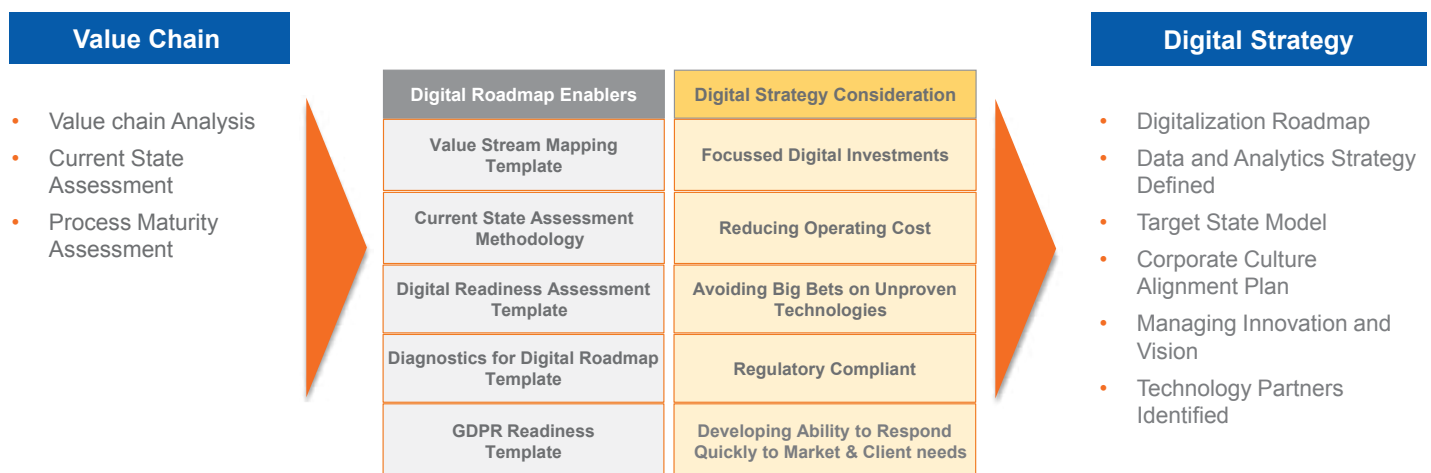 Value Chain
• Value chain Analysis
• Current State
Assessment
• Process Maturity
Assessment
Digital Roadmap Enablers
Value Stream Mapping
Template
Current State Assessment
Methodology
Digital Readiness Assessment
Template
Diagnostics for Digital Roadmap
Template
GDPR Readiness
Template
Digital Strategy Consideration
Focussed Digital Investments
Reducing Operating Cost
Avoiding Big Bets on Unproven
Technologies
Regulatory Compliant
Developing Ability to Respond
Quickly to Market & Client needs
Digital Strategy
• Digitalization Roadmap
• Data and Analytics Strategy
Defined
• Target State Model
• Corporate Culture
Alignment Plan
• Managing Innovation and
Vision
• Technology Partners
Identified